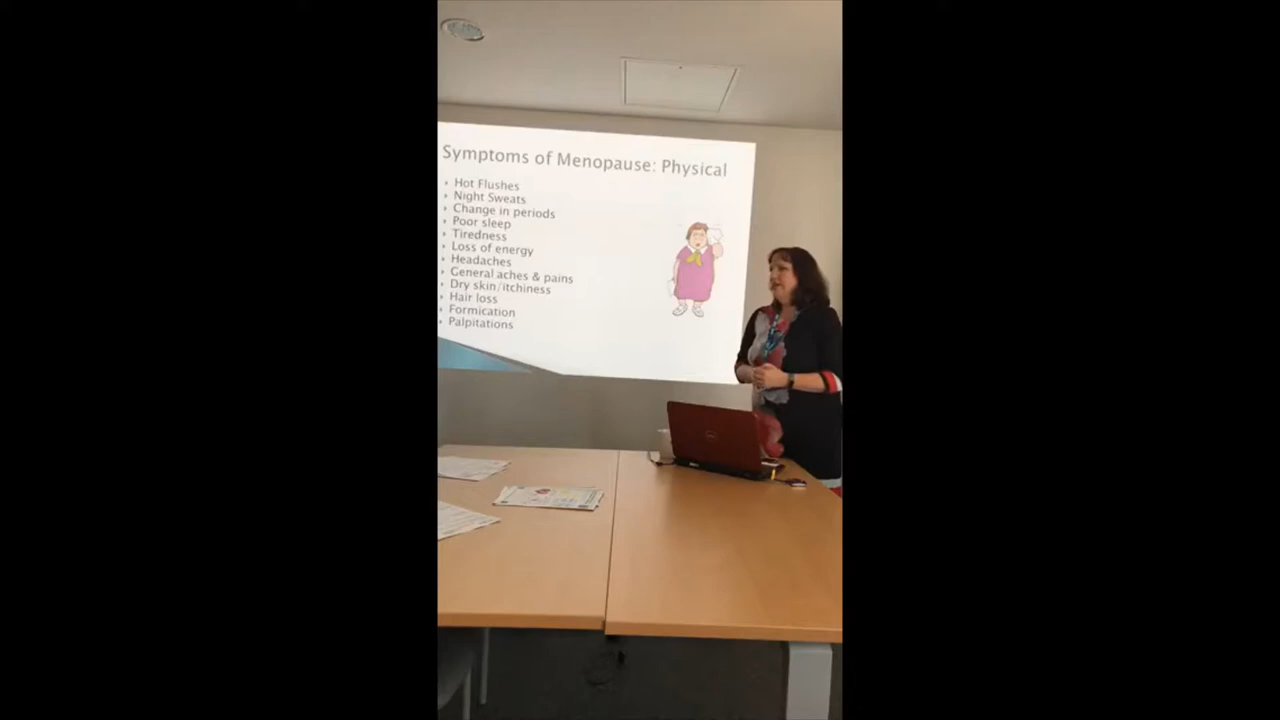 Symptoms of Menopause: Physical
Hot Flushes
Night Sweats
Change in periods
Poor sleep
Tiredness
Loss of energy
Headaches
General aches & pains
Dry skin/itchiness
Hair loss
Formication
Palpitations